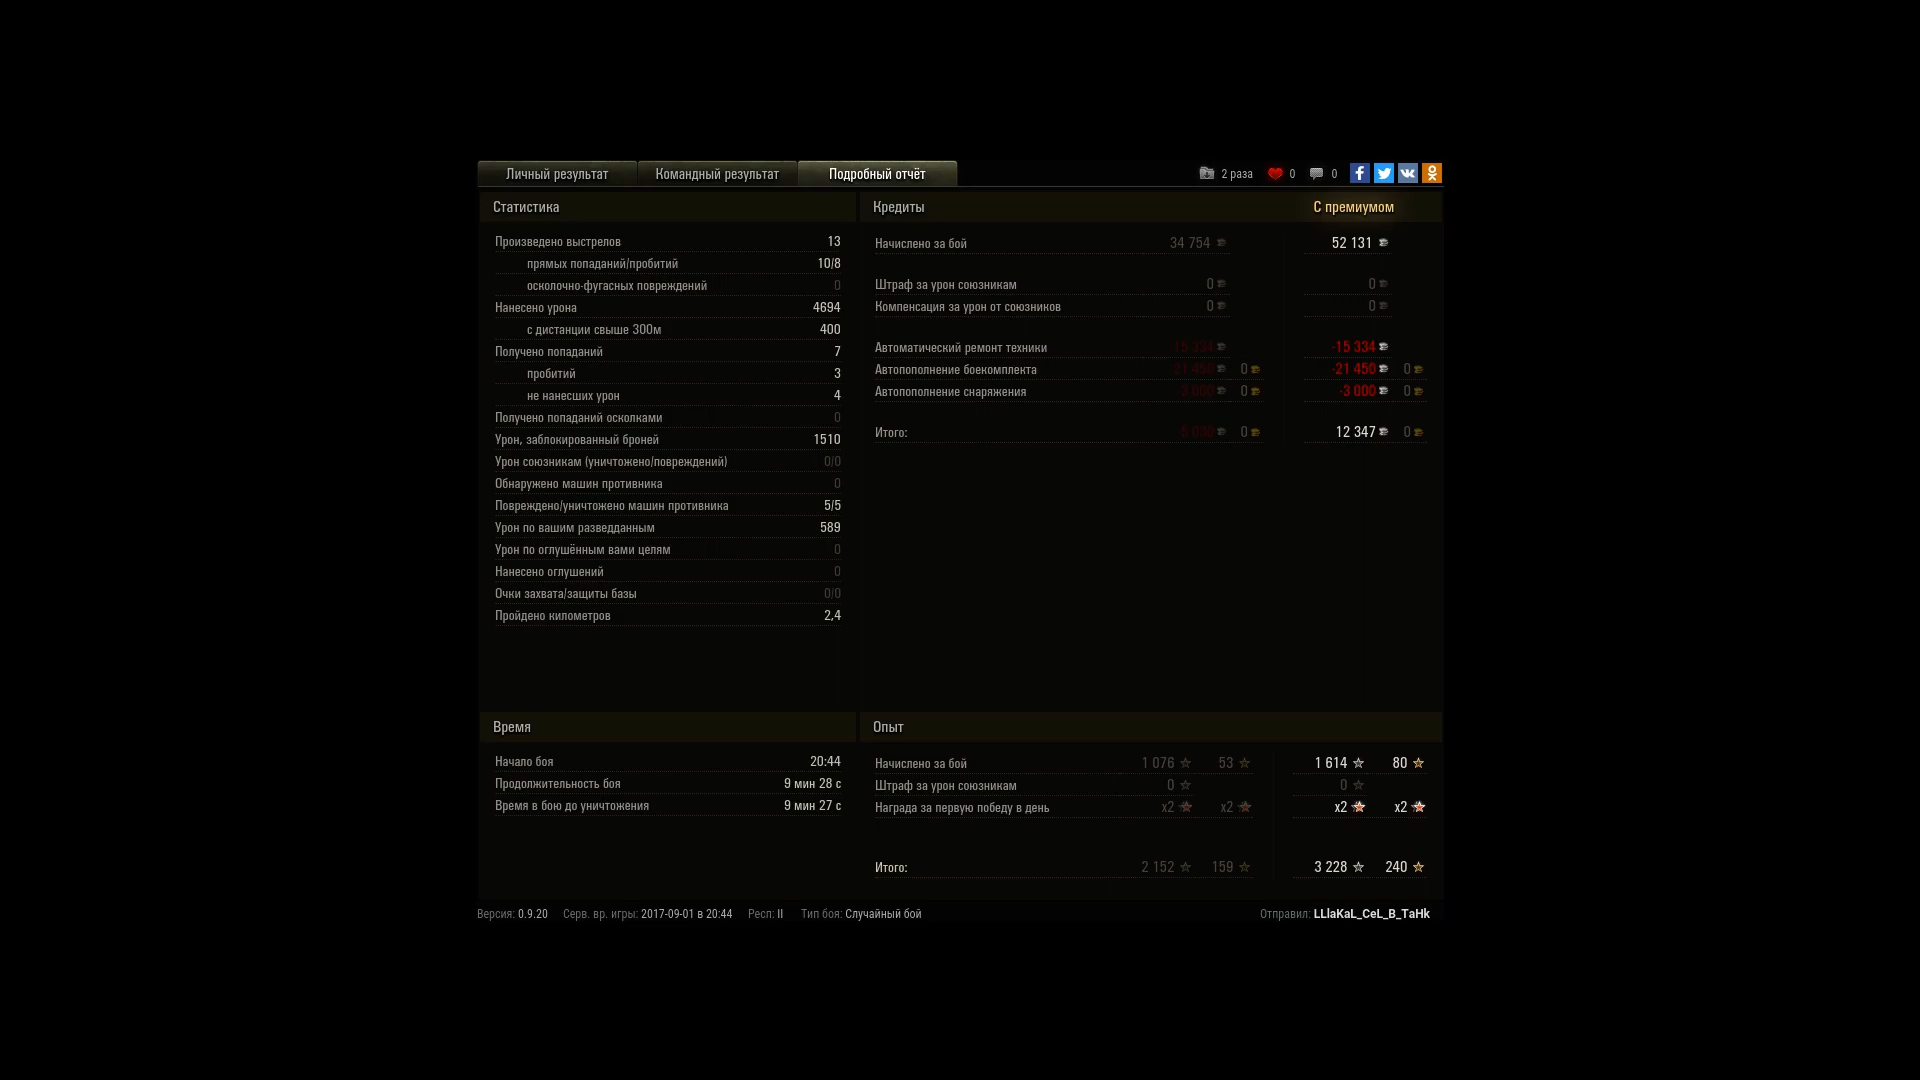 Личный результат Командный результат Подробный отчёт 2 раза 0 0
Статистика
Произведено выстрелов 13
прямых попаданий/пробитий 10/8
осколочно-фугасных повреждений 0
Нанесено урона 4694
с дистанции свыше 300м 400
Получено попаданий 7
пробитий 3
не нанесших урон 4
Получено попаданий осколками 0
Урон, заблокированный броней 1510
Урон союзникам (уничтожено/повреждений) 0/0
Обнаружено машин противника 0
Повреждено/уничтожено машин противника 5/5
Урон по вашим разведданным 589
Урон по оглушённым вами целям 0
Нанесено оглушений 0
Очки захвата/защиты базы 0/0
Пройдено километров 2,4
Кредиты С премиумом
Начислено за бой 34 754 52 131
Штраф за урон союзникам 0 0
Компенсация за урон от союзников 0 0
Автоматический ремонт техники -15 334 -15 334
Автопополнение боекомплекта -21 450 0 -21 450 0
Автопополнение снаряжения -3 000 0 -3 000 0
Итого: -5 030 0 12 347 0
Время
Начало боя 20:44
Продолжительность боя 9 мин 28 с
Время в бою до уничтожения 9 мин 27 с
Опыт
Начислено за бой 1 076 53 1 614 80
Штраф за урон союзникам 0 0
Награда за первую победу в день x2 x2 x2 x2
Итого: 2 152 159 3 228 240
Версия: 0.9.20 Серв. вр. игры: 2017-09-01 в 20:44 Респ: II Тип боя: Случайный бой Отправил: LLlaKaL_CeL_B_TaHk